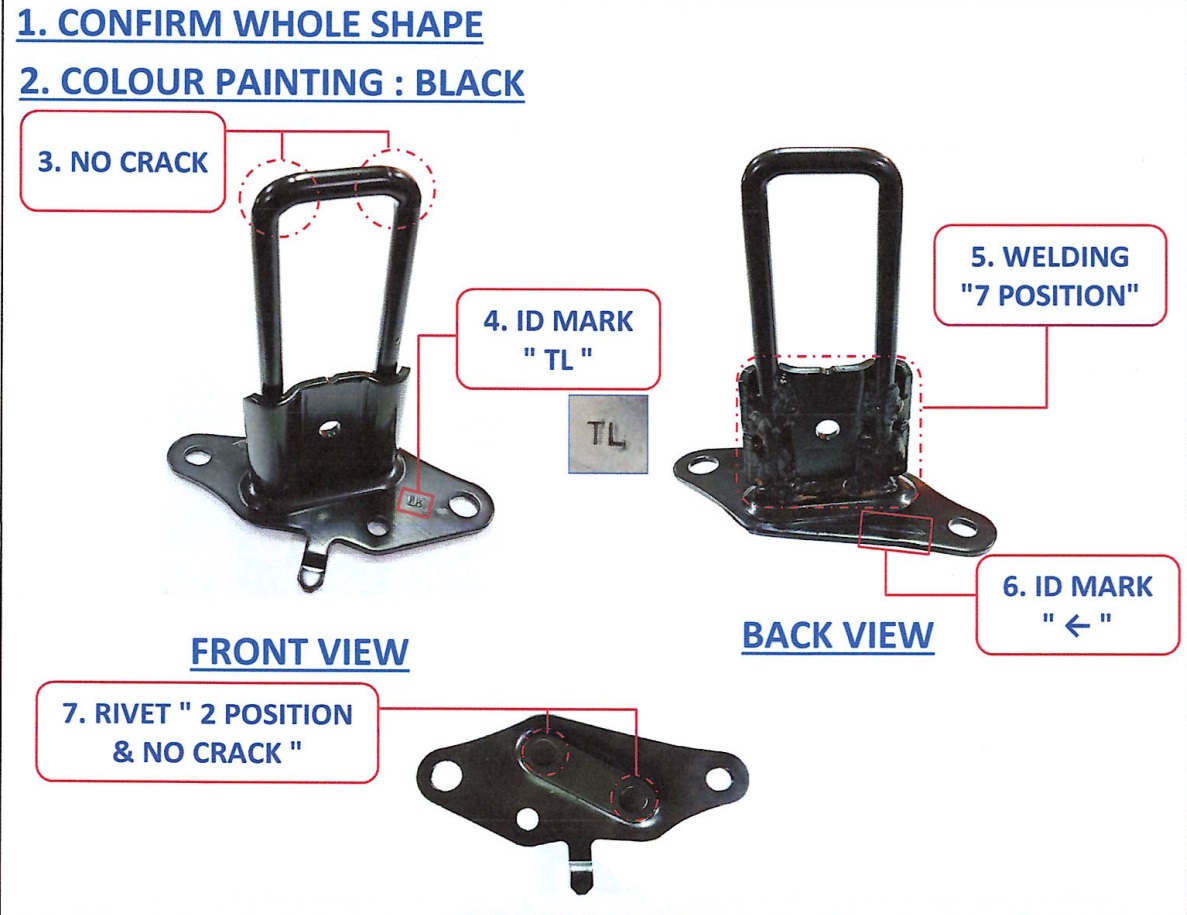 1. CONFIRM WHOLE SHAPE
2. COLOUR PAINTING : BLACK
3. NO CRACK
4. ID MARK
" TL "
TL
5. WELDING
"7 POSITION"
6. ID MARK
" ← "
FRONT VIEW
BACK VIEW
7. RIVET " 2 POSITION
& NO CRACK "